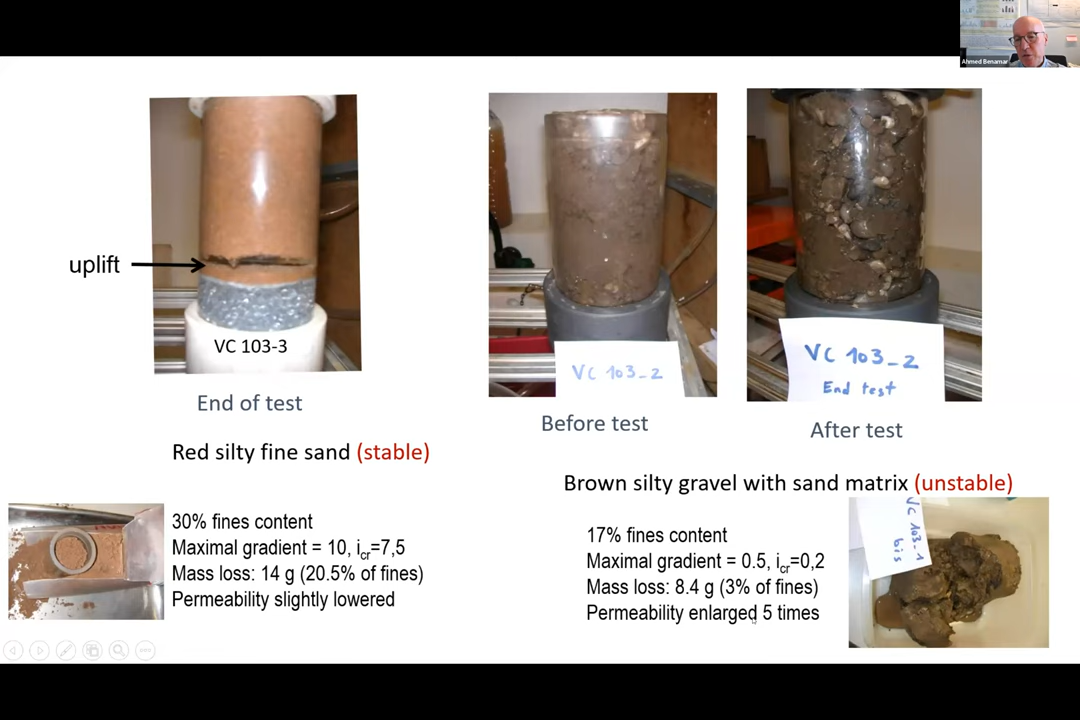 Ahmed Benamar
uplift
VC 103-3
End of test
Red silty fine sand (stable)
30% fines content
Maximal gradient = 10, icr=7,5
Mass loss: 14 g (20.5% of fines)
Permeability slightly lowered
VC 103_2
Before test
VC 103_2
End test
After test
Brown silty gravel with sand matrix (unstable)
17% fines content
Maximal gradient = 0.5, icr=0,2
Mass loss: 8.4 g (3% of fines)
Permeability enlarged 5 times
VC 103_1
bis